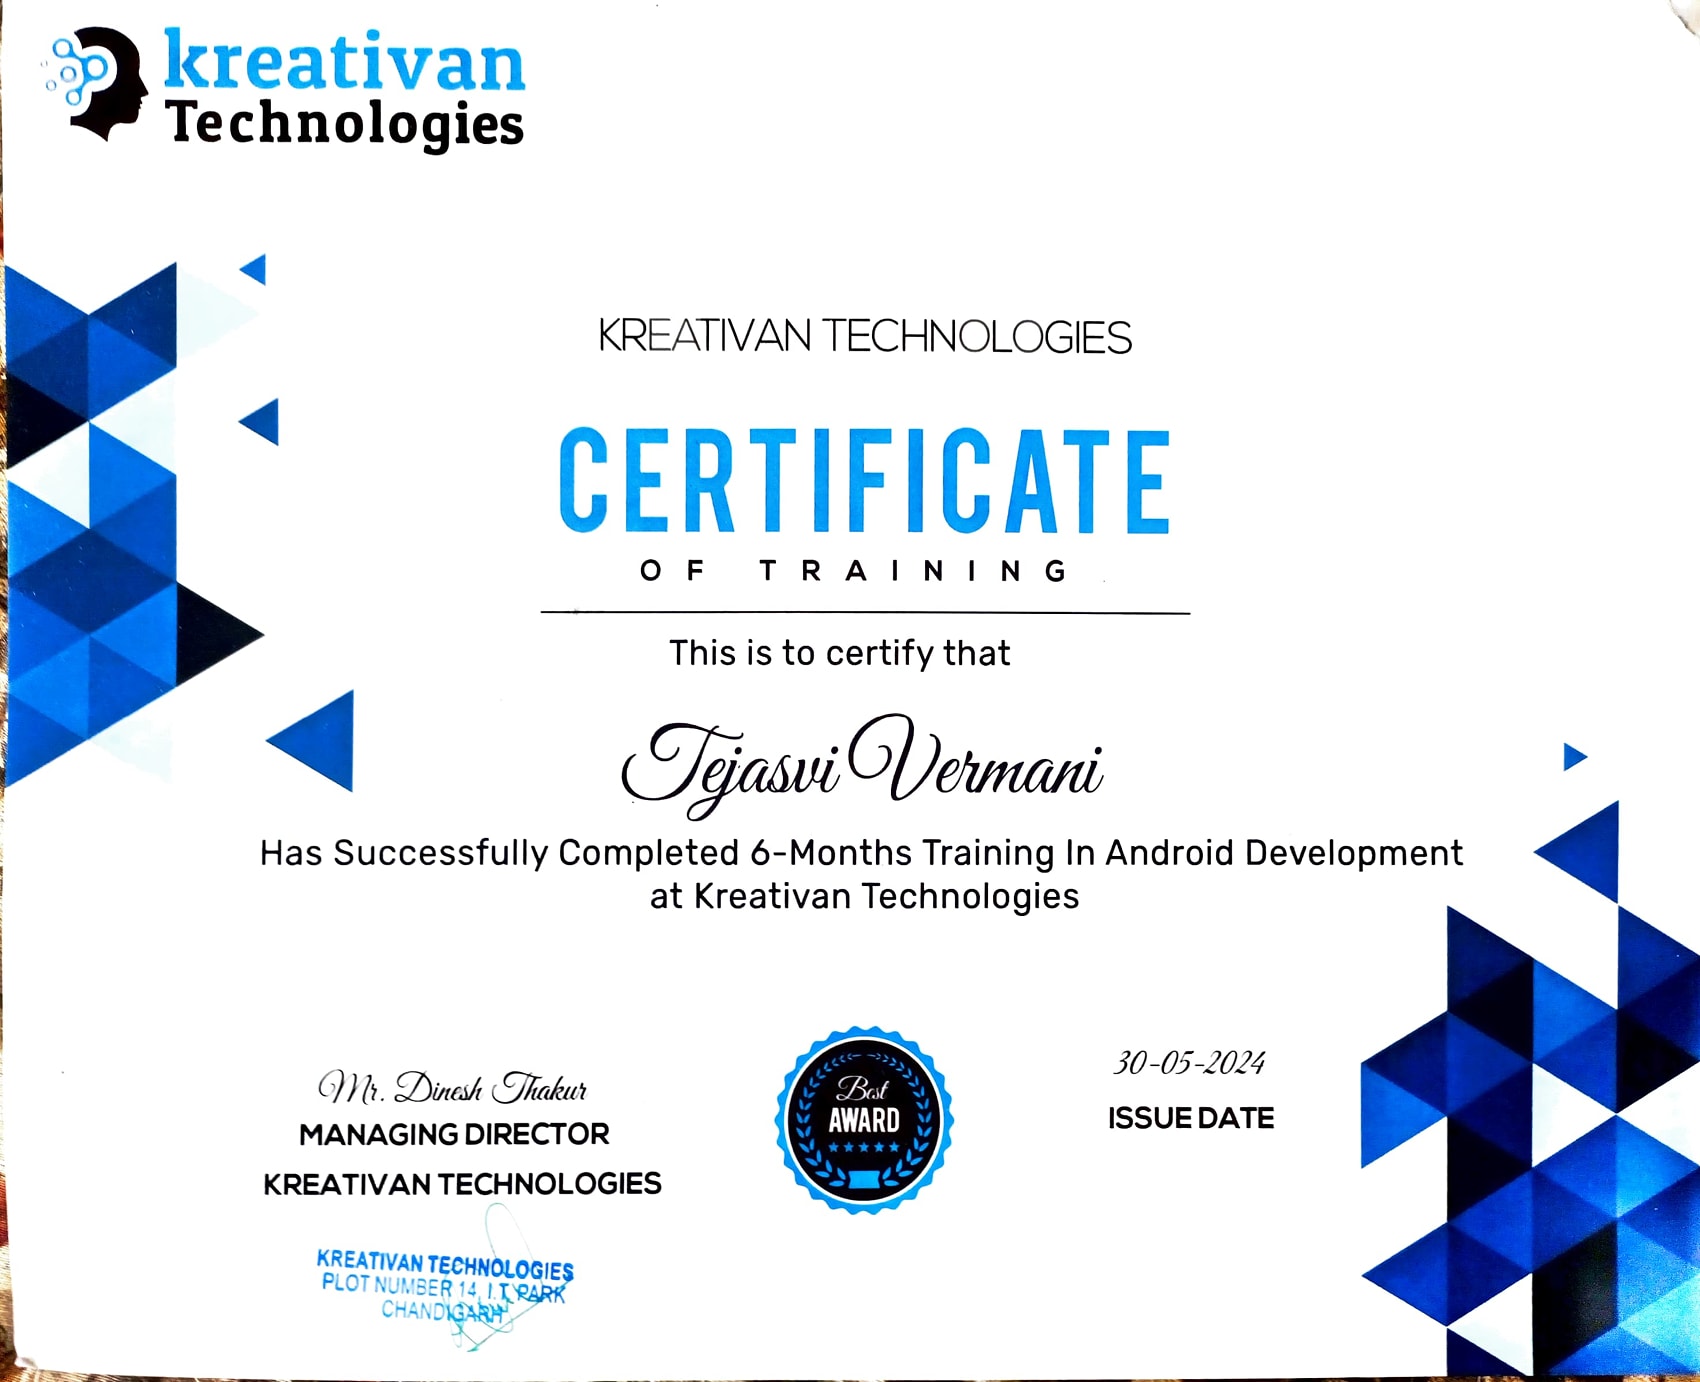 kreativan
Technologies
KREATIVAN TECHNOLOGIES
CERTIFICATE
OF TRAINING
This is to certify that
Tejasvi Vermani
Has Successfully Completed 6-Months Training In Android Development
at Kreativan Technologies
Mr. Dinesh Thakur
MANAGING DIRECTOR
KREATIVAN TECHNOLOGIES
Best
AWARD
30-05-2024
ISSUE DATE
KREATIVAN TECHNOLOGIES
PLOT NUMBER 14, I.T. PARK
CHANDIGARH